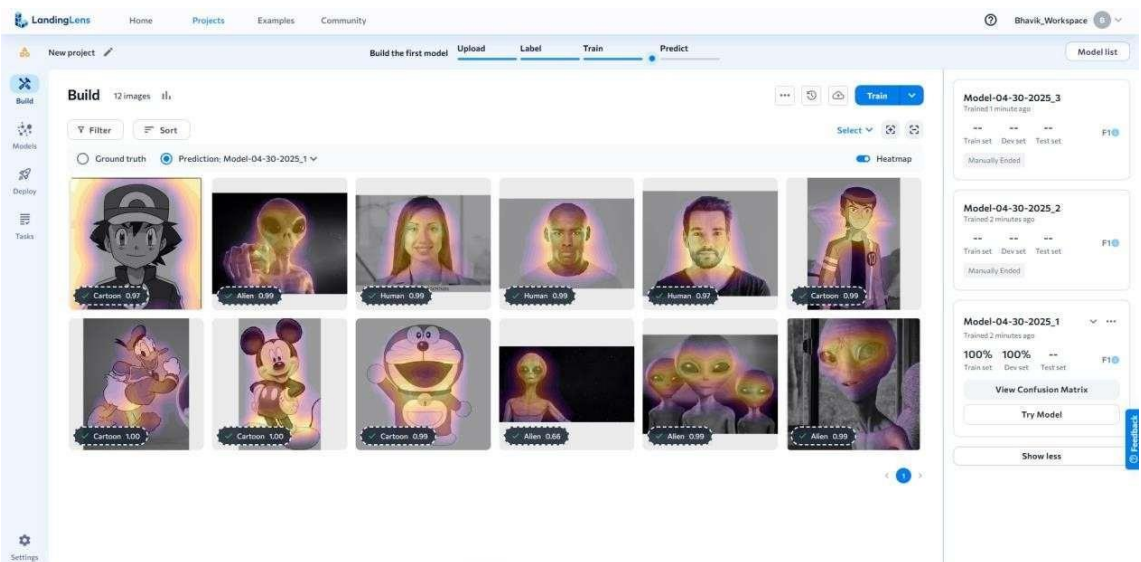 LandingLens Home Projects Examples Community Bhavik_Workspace B
New project Build the first model Upload Label Train Predict Model list
Build
Models
Deploy
Tasks
Settings
Build 12 images Train
Filter Sort Select
Ground truth Prediction: Model-04-30-2025_1 Heatmap
Cartoon 0.97 Alien 0.99 Human 0.99 Human 0.99 Human 0.97 Cartoon 0.99
Cartoon 1.00 Cartoon 1.00 Cartoon 0.99 Alien 0.66 Alien 0.99 Alien 0.99
1
Model-04-30-2025_3
Trained 1 minute ago
-- -- -- F1
Train set Dev set Test set
Manually Ended
Model-04-30-2025_2
Trained 2 minutes ago
-- -- -- F1
Train set Dev set Test set
Manually Ended
Model-04-30-2025_1
Trained 2 minutes ago
100% 100% -- F1
Train set Dev set Test set
View Confusion Matrix
Try Model
Show less
Feedback